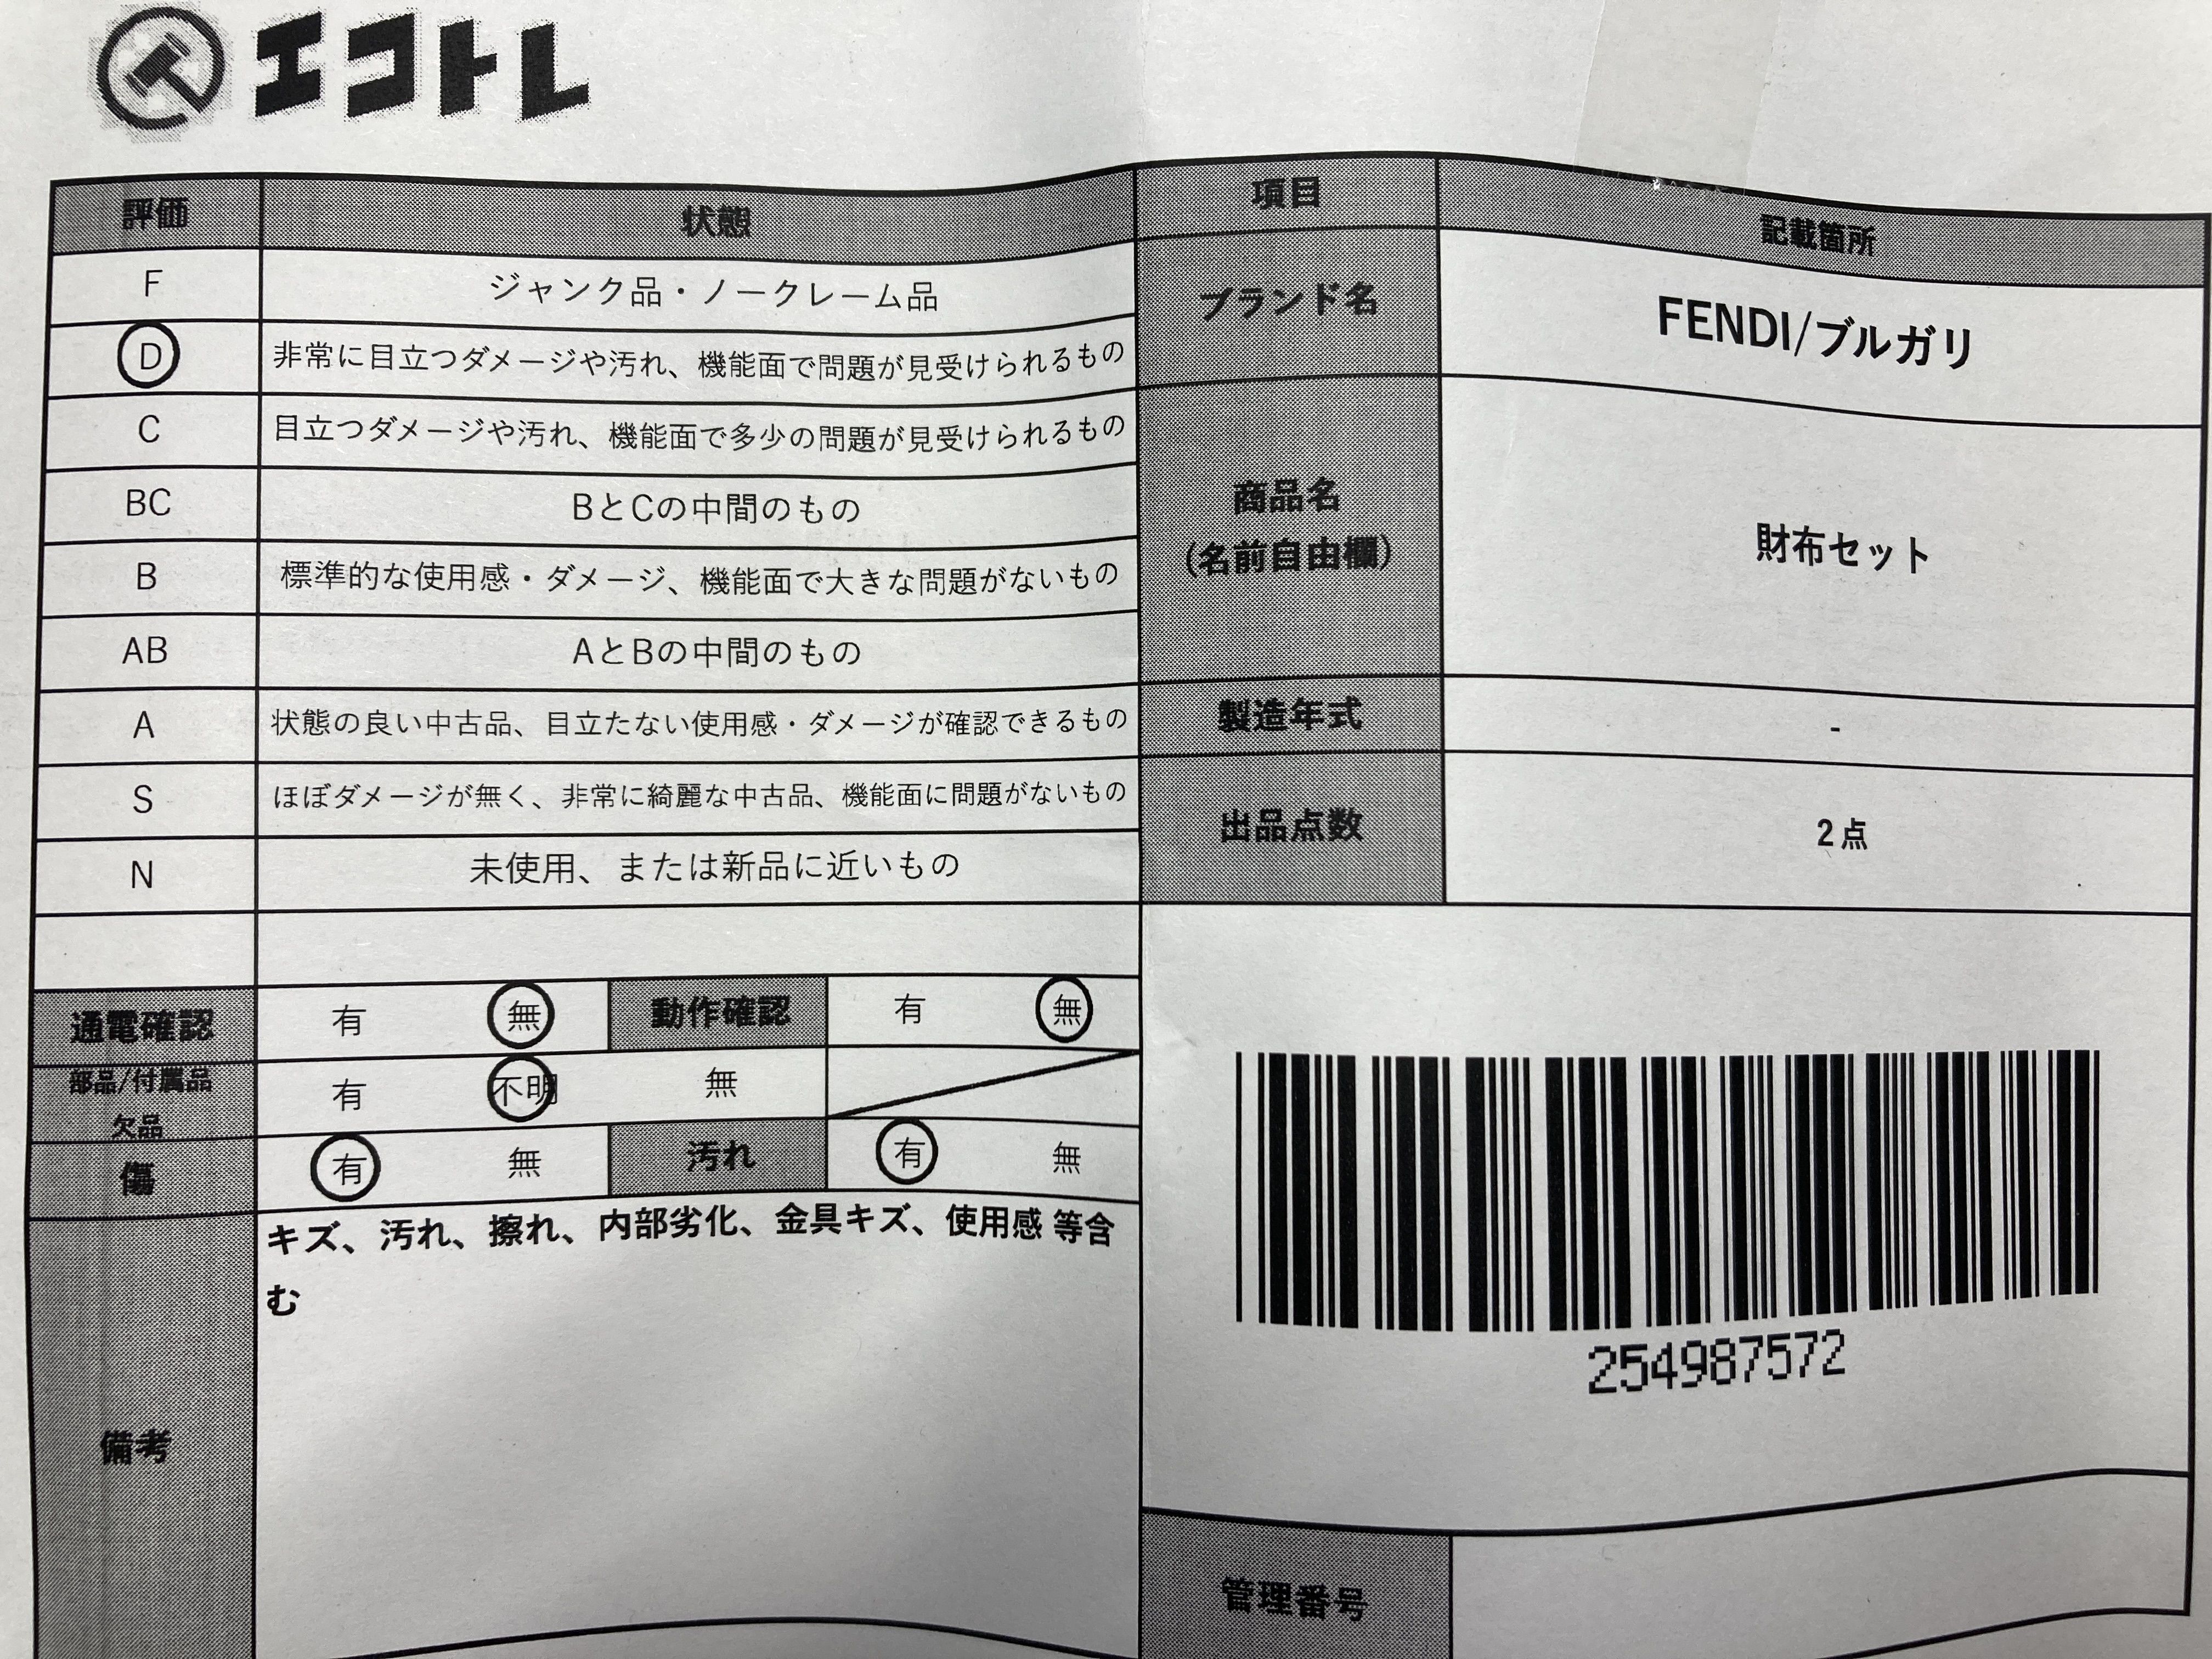 エコトレ
評価 状態
F ジャンク品・ノークレーム品
D 非常に目立つダメージや汚れ、機能面で問題が見受けられるもの
C 目立つダメージや汚れ、機能面で多少の問題が見受けられるもの
BC BとCの中間のもの
B 標準的な使用感・ダメージ、機能面で大きな問題がないもの
AB AとBの中間のもの
A 状態の良い中古品、目立たない使用感・ダメージが確認できるもの
S ほぼダメージが無く、非常に綺麗な中古品、機能面に問題がないもの
N 未使用、または新品に近いもの
通電確認 有 無 動作確認 有 無
部品/付属品
欠品
有 不明 無
傷 有 無 汚れ 有 無
備考
キズ、汚れ、擦れ、内部劣化、金具キズ、使用感 等含
む
項目 記載箇所
ブランド名 FENDI/ブルガリ
商品名
(名前自由欄)
財布セット
製造年式 -
出品点数 2点
254987572
管理番号